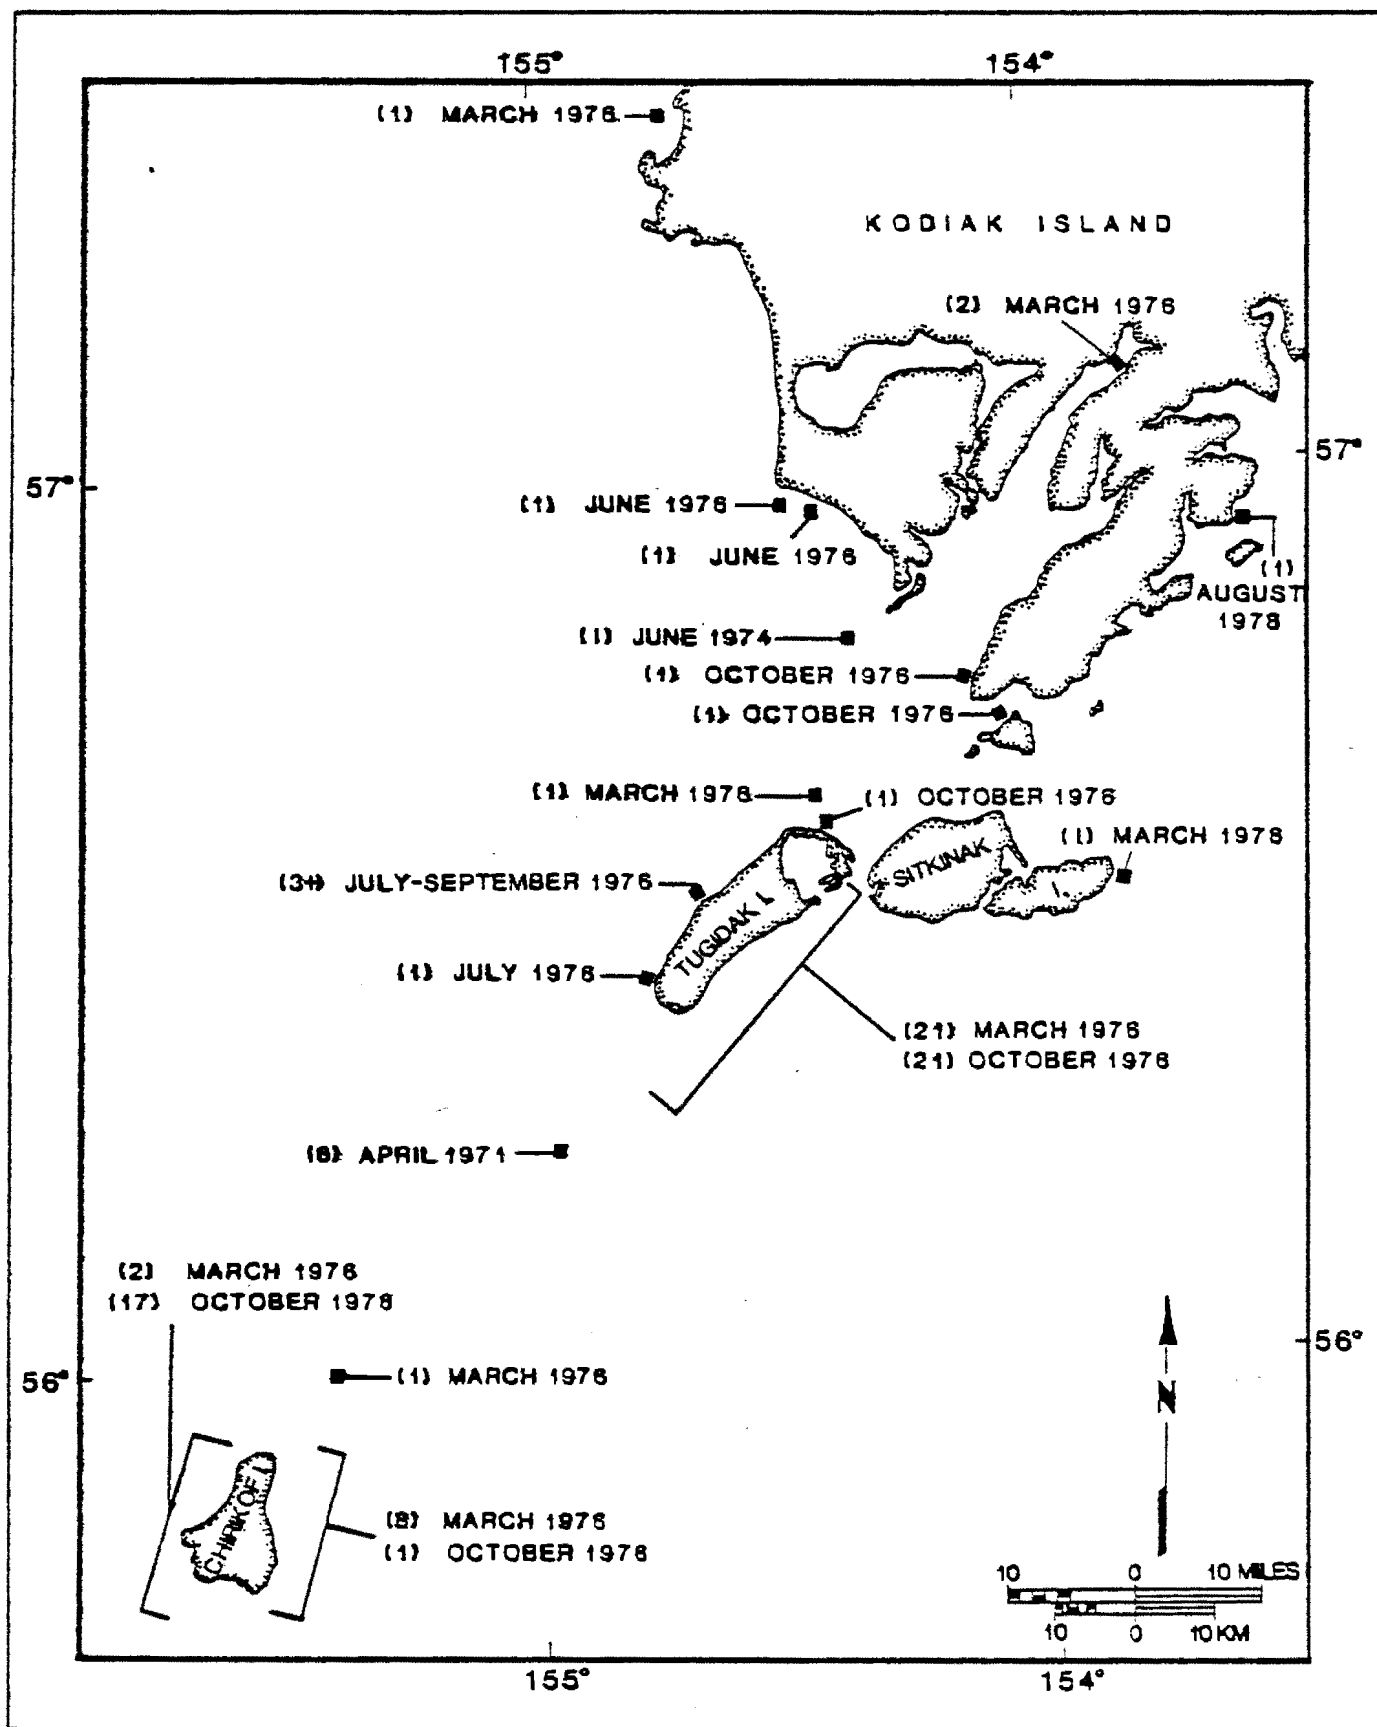 155° 154°
(1) MARCH 1976
KODIAK ISLAND
(2) MARCH 1976
57°
57°
(1) JUNE 1976
(1) JUNE 1976
(1)
AUGUST
1978
(1) JUNE 1974
(1) OCTOBER 1976
(1) OCTOBER 1976
(1) MARCH 1976
(1) OCTOBER 1976
(1) MARCH 1976
SITKINAK I.
(3+) JULY-SEPTEMBER 1976
TUGIDAK I.
(1) JULY 1976
(21) MARCH 1976
(21) OCTOBER 1976
(6) APRIL 1971
(2) MARCH 1976
(17) OCTOBER 1976
56°
56°
(1) MARCH 1976
N
CHIRIKOF I.
(8) MARCH 1976
(1) OCTOBER 1976
10 0 10 MILES
10 0 10 KM
155° 154°